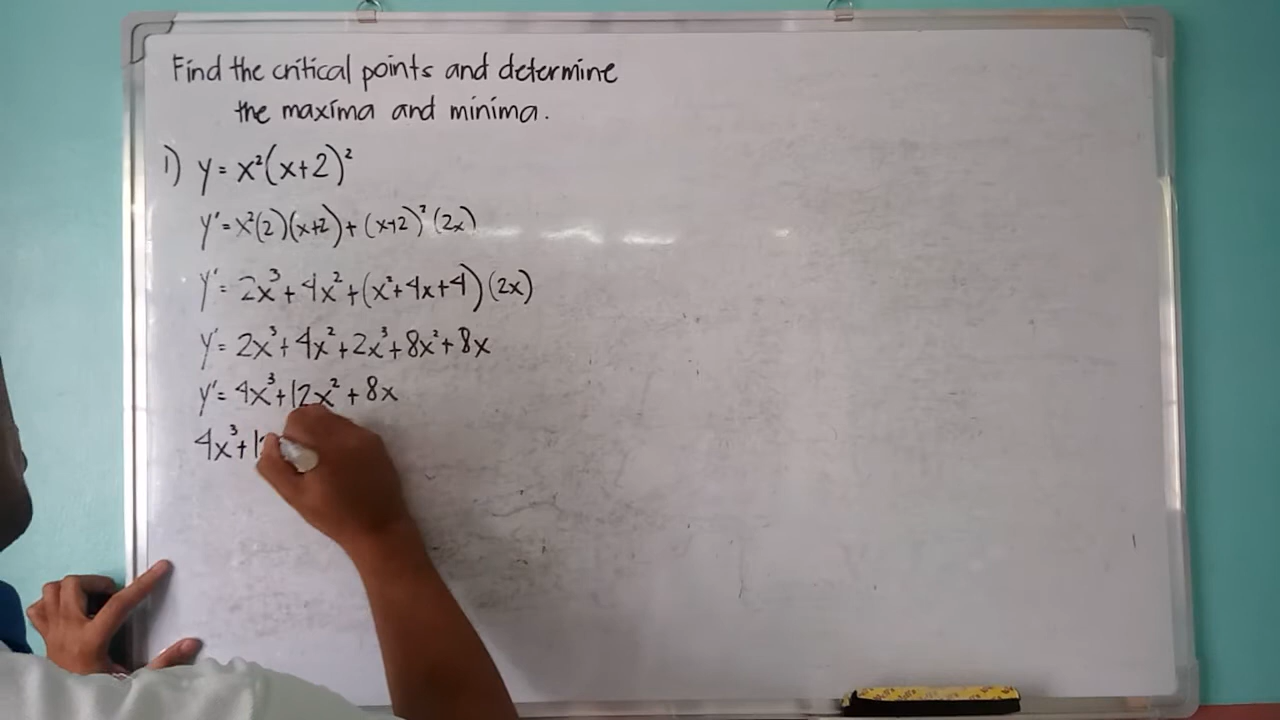 Find the critical points and determine
the maxima and minima.
1) y = x²(x+2)²
y' = x²(2)(x+2) + (x+2)²(2x)
y' = 2x³ + 4x² + (x² + 4x + 4)(2x)
y' = 2x³ + 4x² + 2x³ + 8x² + 8x
y' = 4x³ + 12x² + 8x
4x³ + 12